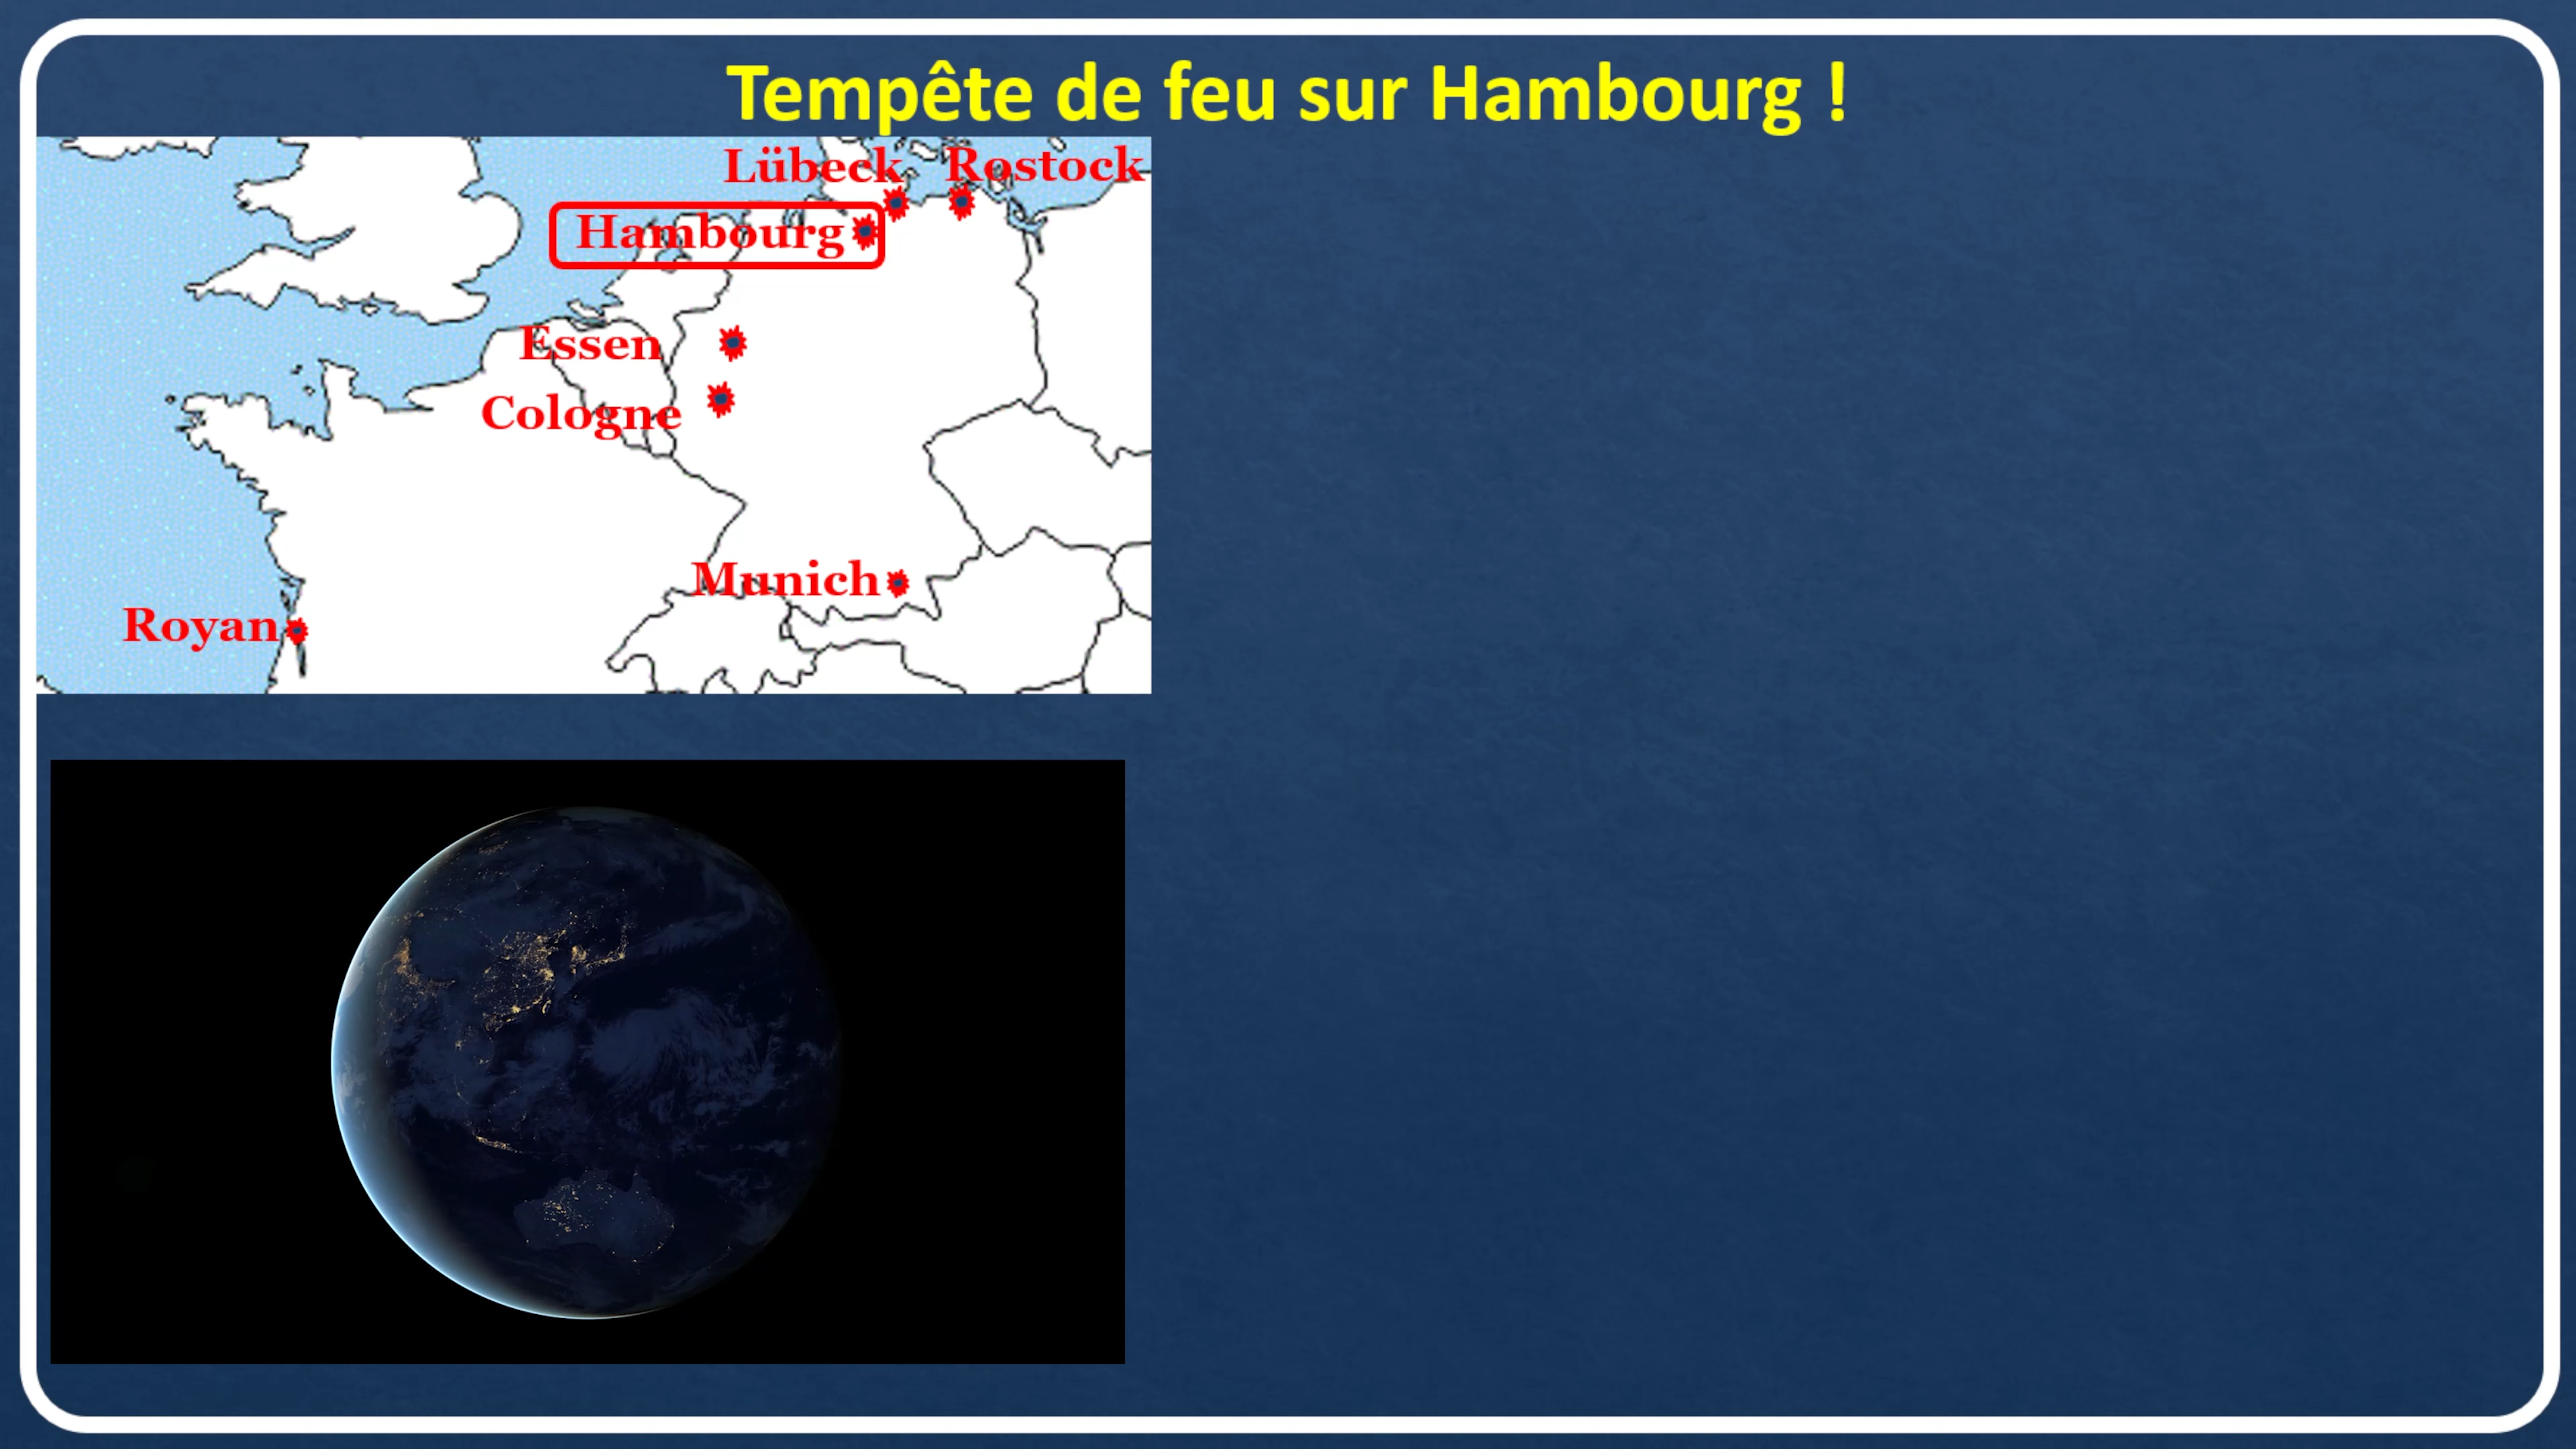 Tempête de feu sur Hambourg !
Lübeck
Rostock
Hambourg
Essen
Cologne
Munich
Royan